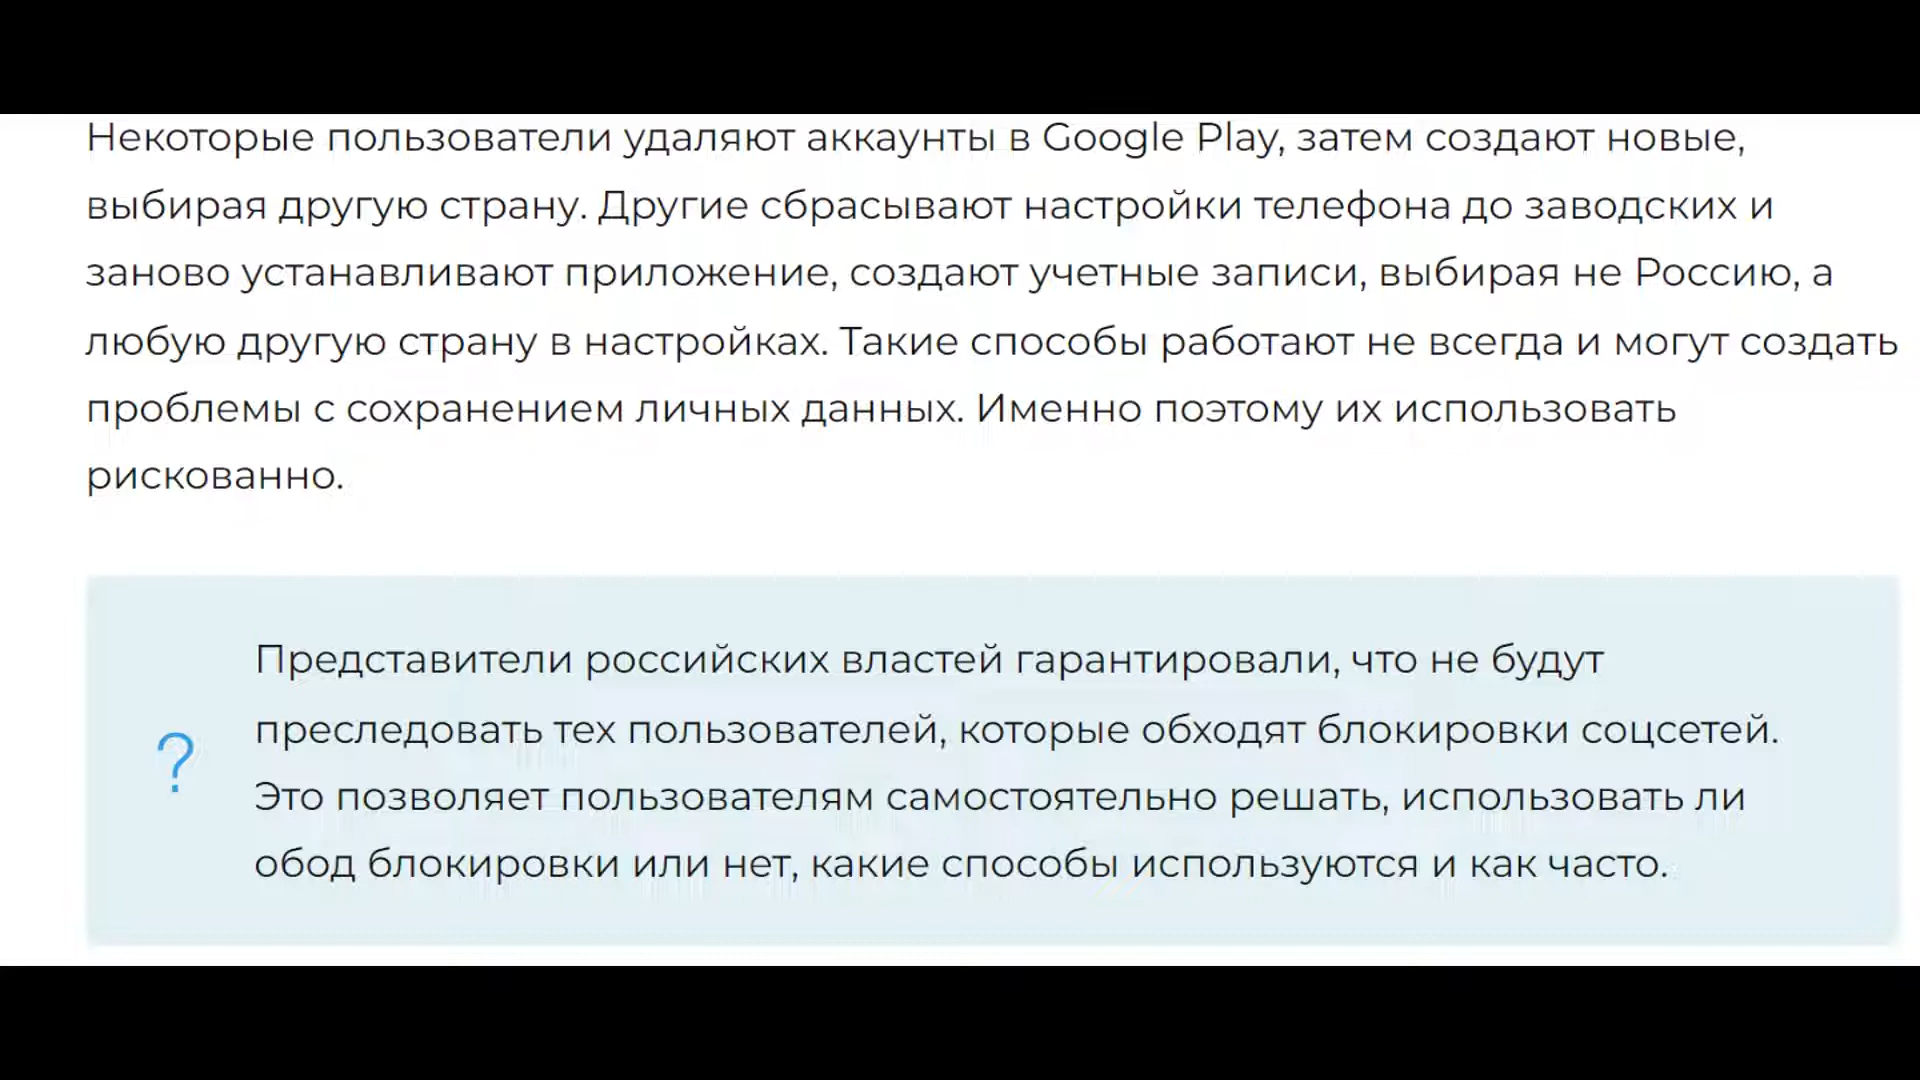 Некоторые пользователи удаляют аккаунты в Google Play, затем создают новые,
выбирая другую страну. Другие сбрасывают настройки телефона до заводских и
заново устанавливают приложение, создают учетные записи, выбирая не Россию, а
любую другую страну в настройках. Такие способы работают не всегда и могут создать
проблемы с сохранением личных данных. Именно поэтому их использовать
рискованно.
Представители российских властей гарантировали, что не будут
преследовать тех пользователей, которые обходят блокировки соцсетей.
?
Это позволяет пользователям самостоятельно решать, использовать ли
обод блокировки или нет, какие способы используются и как часто.